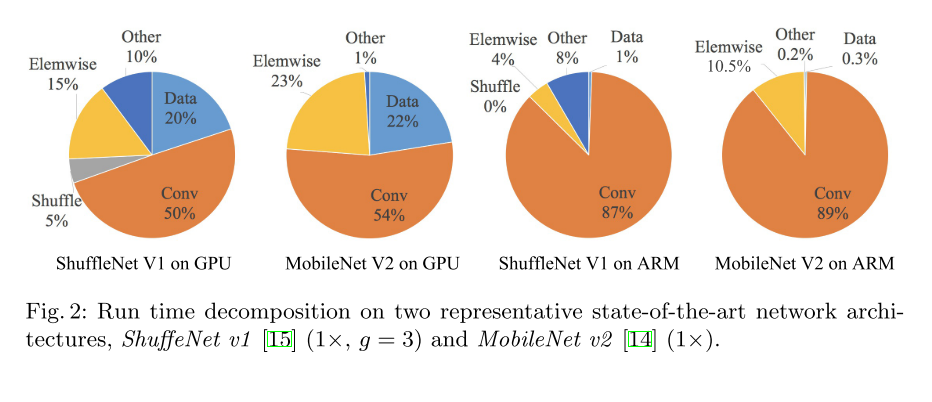 Other
10%
Elemwise
15%
Data
20%
Conv
50%
Shuffle
5%
ShuffleNet V1 on GPU
Other
1%
Elemwise
23%
Data
22%
Conv
54%
MobileNet V2 on GPU
Elemwise
4%
Other
8%
Data
1%
Shuffle
0%
Conv
87%
ShuffleNet V1 on ARM
Other
0.2%
Data
0.3%
Elemwise
10.5%
Conv
89%
MobileNet V2 on ARM
Fig. 2: Run time decomposition on two representative state-of-the-art network archi-
tectures, ShuffeNet v1 [15] (1×, g = 3) and MobileNet v2 [14] (1×).